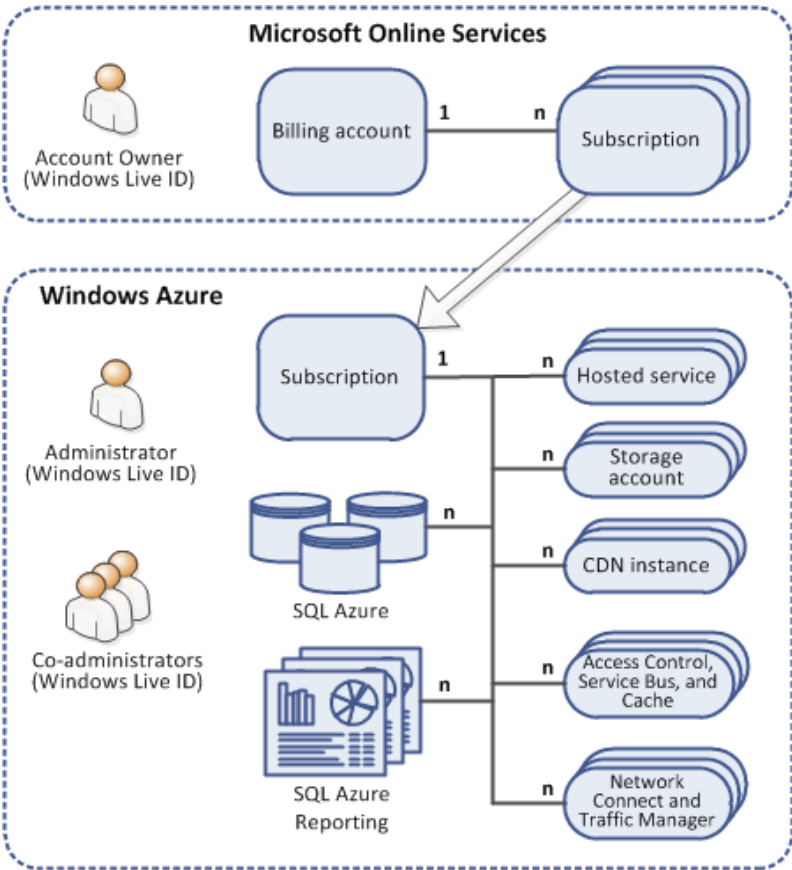 Microsoft Online Services
Account Owner
(Windows Live ID)
Billing account
1
n
Subscription
Windows Azure
Administrator
(Windows Live ID)
Co-administrators
(Windows Live ID)
Subscription
1
n
SQL Azure
n
SQL Azure
Reporting
n
Hosted service
n
Storage
account
n
CDN instance
n
Access Control,
Service Bus, and
Cache
n
Network
Connect and
Traffic Manager